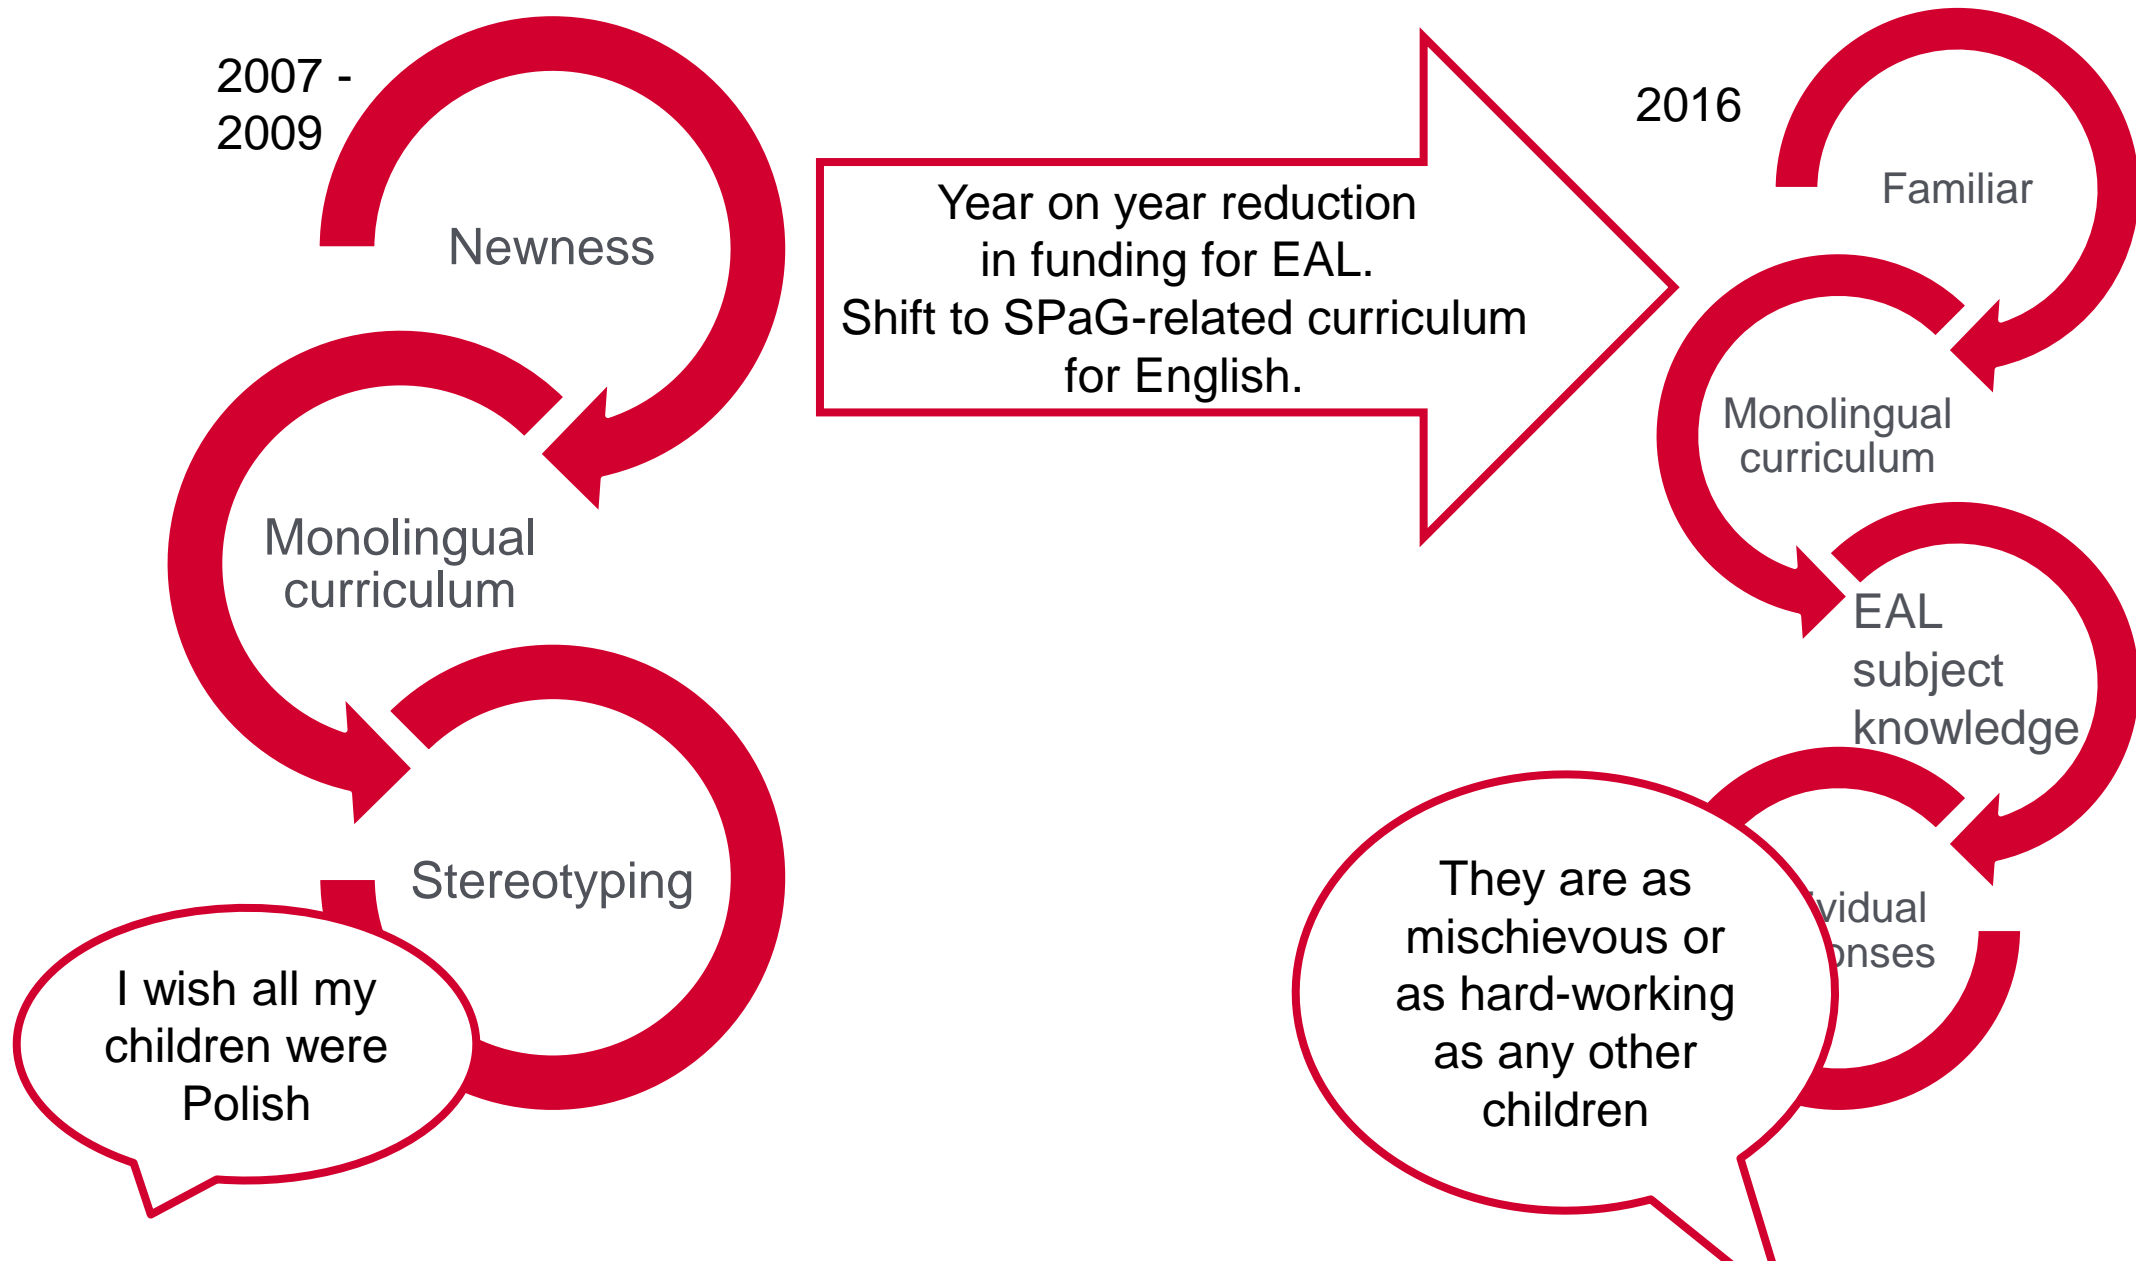 2007 -
2009
Newness
Monolingual
curriculum
Stereotyping
I wish all my
children were
Polish
Year on year reduction
in funding for EAL.
Shift to SPaG-related curriculum
for English.
2016
Familiar
Monolingual
curriculum
EAL
subject
knowledge
They are as
mischievous or
as hard-working
as any other
children